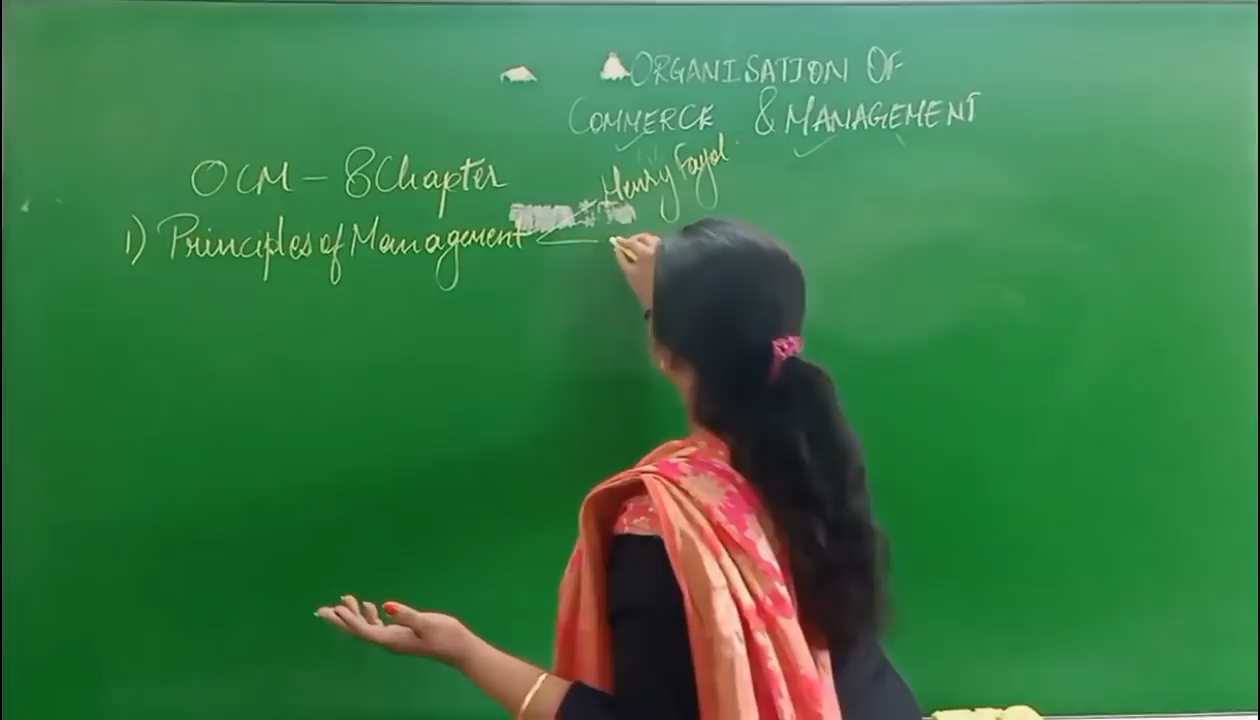 ORGANISATION OF
COMMERCE & MANAGEMENT
OCM - 8 Chapter
Henry Fayol.
1) Principles of Management